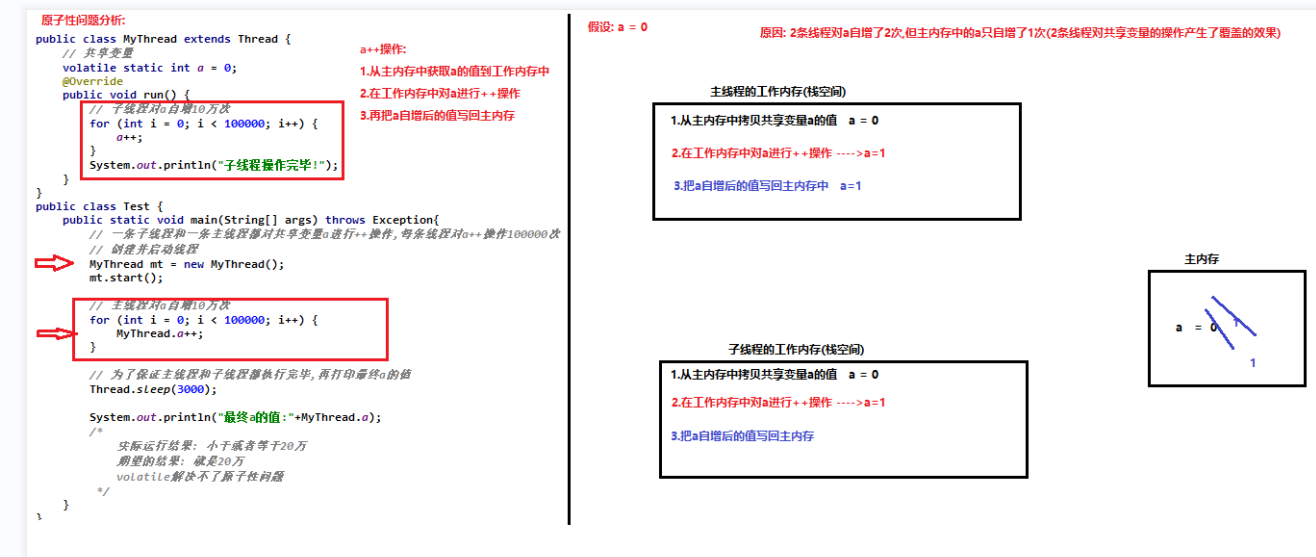 原子性问题分析:
public class MyThread extends Thread {
// 共享变量
volatile static int a = 0;
@Override
public void run() {
// 子线程对a自增10万次
for (int i = 0; i < 100000; i++) {
a++;
}
System.out.println("子线程操作完毕!");
}
}
public class Test {
public static void main(String[] args) throws Exception{
// 一条子线程和一条主线程都对共享变量a进行++操作,每条线程对a++操作100000次
// 创建并启动线程
MyThread mt = new MyThread();
mt.start();
// 主线程对a自增10万次
for (int i = 0; i < 100000; i++) {
MyThread.a++;
}
// 为了保证主线程和子线程都执行完毕,再打印最终a的值
Thread.sleep(3000);
System.out.println("最终a的值:"+MyThread.a);
/*
实际运行结果: 小于或者等于20万
期望的结果: 就是20万
volatile解决不了原子性问题
*/
}
}
a++操作:
1.从主内存中获取a的值到工作内存中
2.在工作内存中对a进行++操作
3.再把a自增后的值写回主内存
假设: a = 0
原因: 2条线程对a自增了2次,但主内存中的a只自增了1次(2条线程对共享变量的操作产生了覆盖的效果)
主线程的工作内存(栈空间)
1.从主内存中拷贝共享变量a的值 a = 0
2.在工作内存中对a进行++操作 ---->a=1
3.把a自增后的值写回主内存中 a=1
主内存
a = 0
1
1
子线程的工作内存(栈空间)
1.从主内存中拷贝共享变量a的值 a = 0
2.在工作内存中对a进行++操作 ---->a=1
3.把a自增后的值写回主内存